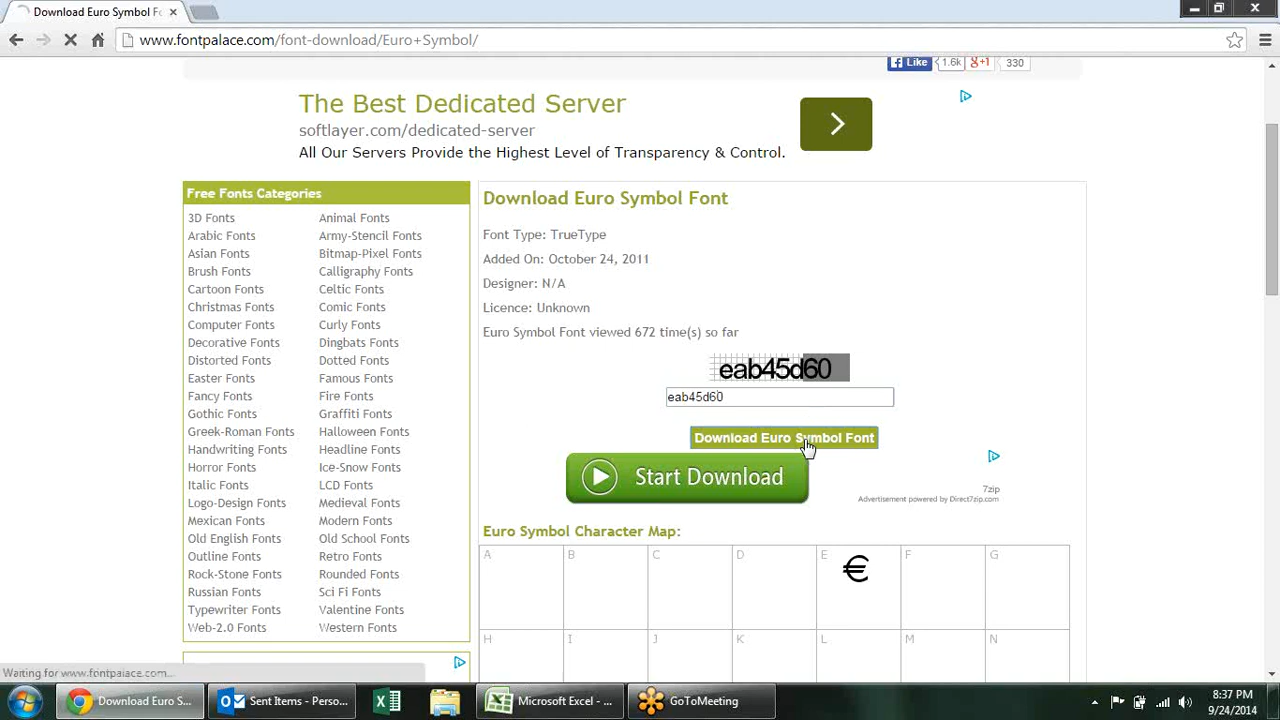 Download Euro Symbol Fo
www.fontpalace.com/font-download/Euro+Symbol/
Like 1.6k +1 330
The Best Dedicated Server
softlayer.com/dedicated-server
All Our Servers Provide the Highest Level of Transparency & Control.
Free Fonts Categories
3D Fonts Animal Fonts
Arabic Fonts Army-Stencil Fonts
Asian Fonts Bitmap-Pixel Fonts
Brush Fonts Calligraphy Fonts
Cartoon Fonts Celtic Fonts
Christmas Fonts Comic Fonts
Computer Fonts Curly Fonts
Decorative Fonts Dingbats Fonts
Distorted Fonts Dotted Fonts
Easter Fonts Famous Fonts
Fancy Fonts Fire Fonts
Gothic Fonts Graffiti Fonts
Greek-Roman Fonts Halloween Fonts
Handwriting Fonts Headline Fonts
Horror Fonts Ice-Snow Fonts
Italic Fonts LCD Fonts
Logo-Design Fonts Medieval Fonts
Mexican Fonts Modern Fonts
Old English Fonts Old School Fonts
Outline Fonts Retro Fonts
Rock-Stone Fonts Rounded Fonts
Russian Fonts Sci Fi Fonts
Typewriter Fonts Valentine Fonts
Web-2.0 Fonts Western Fonts
Download Euro Symbol Font
Font Type: TrueType
Added On: October 24, 2011
Designer: N/A
Licence: Unknown
Euro Symbol Font viewed 672 time(s) so far
eab45d60
eab45d60
Download Euro Symbol Font
Start Download
7zip
Advertisement powered by Direct7zip.com
Euro Symbol Character Map:
A B C D E € F G
H I J K L M N
Waiting for www.fontpalace.com...
Download Euro S... Sent Items - Perso... Microsoft Excel - ... GoToMeeting
8:37 PM
9/24/2014